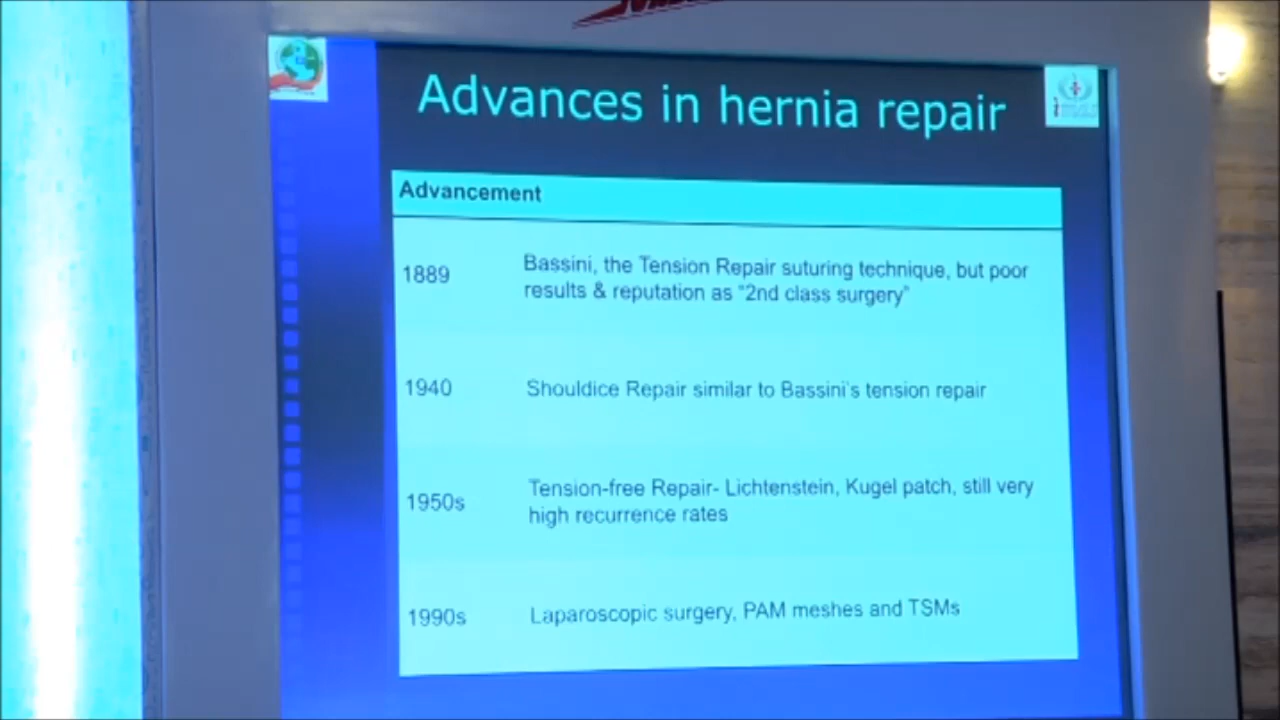 Advances in hernia repair
Advancement
1889
Bassini, the Tension Repair suturing technique, but poor
results & reputation as "2nd class surgery"
1940
Shouldice Repair similar to Bassini's tension repair
1950s
Tension-free Repair- Lichtenstein, Kugel patch, still very
high recurrence rates
1990s
Laparoscopic surgery, PAM meshes and TSMs